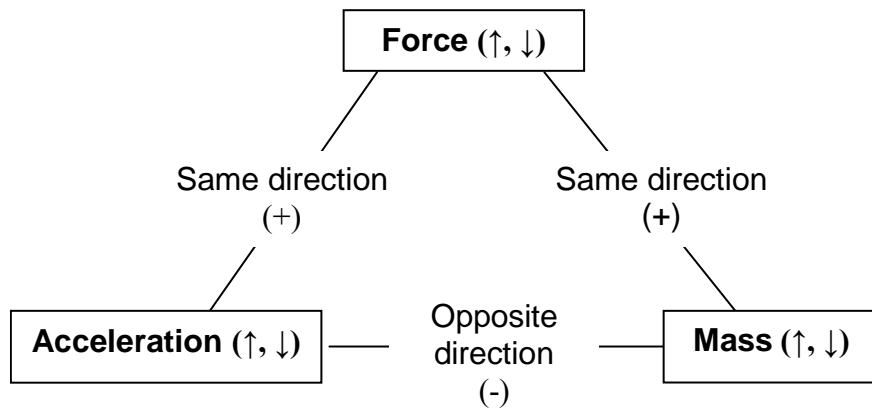 Force (↑, ↓)
Same direction
(+)
Same direction
(+)
Acceleration (↑, ↓)
Opposite
direction
(-)
Mass (↑, ↓)